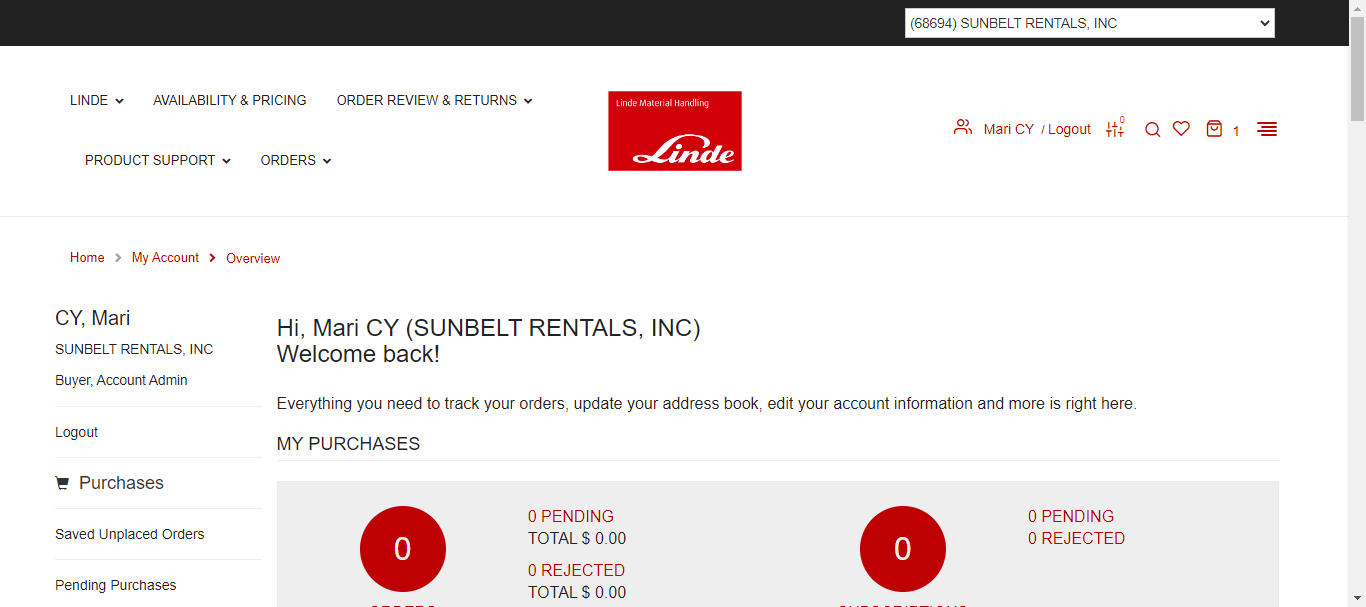 (68694) SUNBELT RENTALS, INC
LINDE
AVAILABILITY & PRICING
ORDER REVIEW & RETURNS
PRODUCT SUPPORT
ORDERS
Linde Material Handling
Linde
Mari CY / Logout
0
1
Home
My Account
Overview
CY, Mari
SUNBELT RENTALS, INC
Buyer, Account Admin
Logout
Purchases
Saved Unplaced Orders
Pending Purchases
Hi, Mari CY (SUNBELT RENTALS, INC)
Welcome back!
Everything you need to track your orders, update your address book, edit your account information and more is right here.
MY PURCHASES
0
0 PENDING
TOTAL $ 0.00
0 REJECTED
TOTAL $ 0.00
0
0 PENDING
0 REJECTED